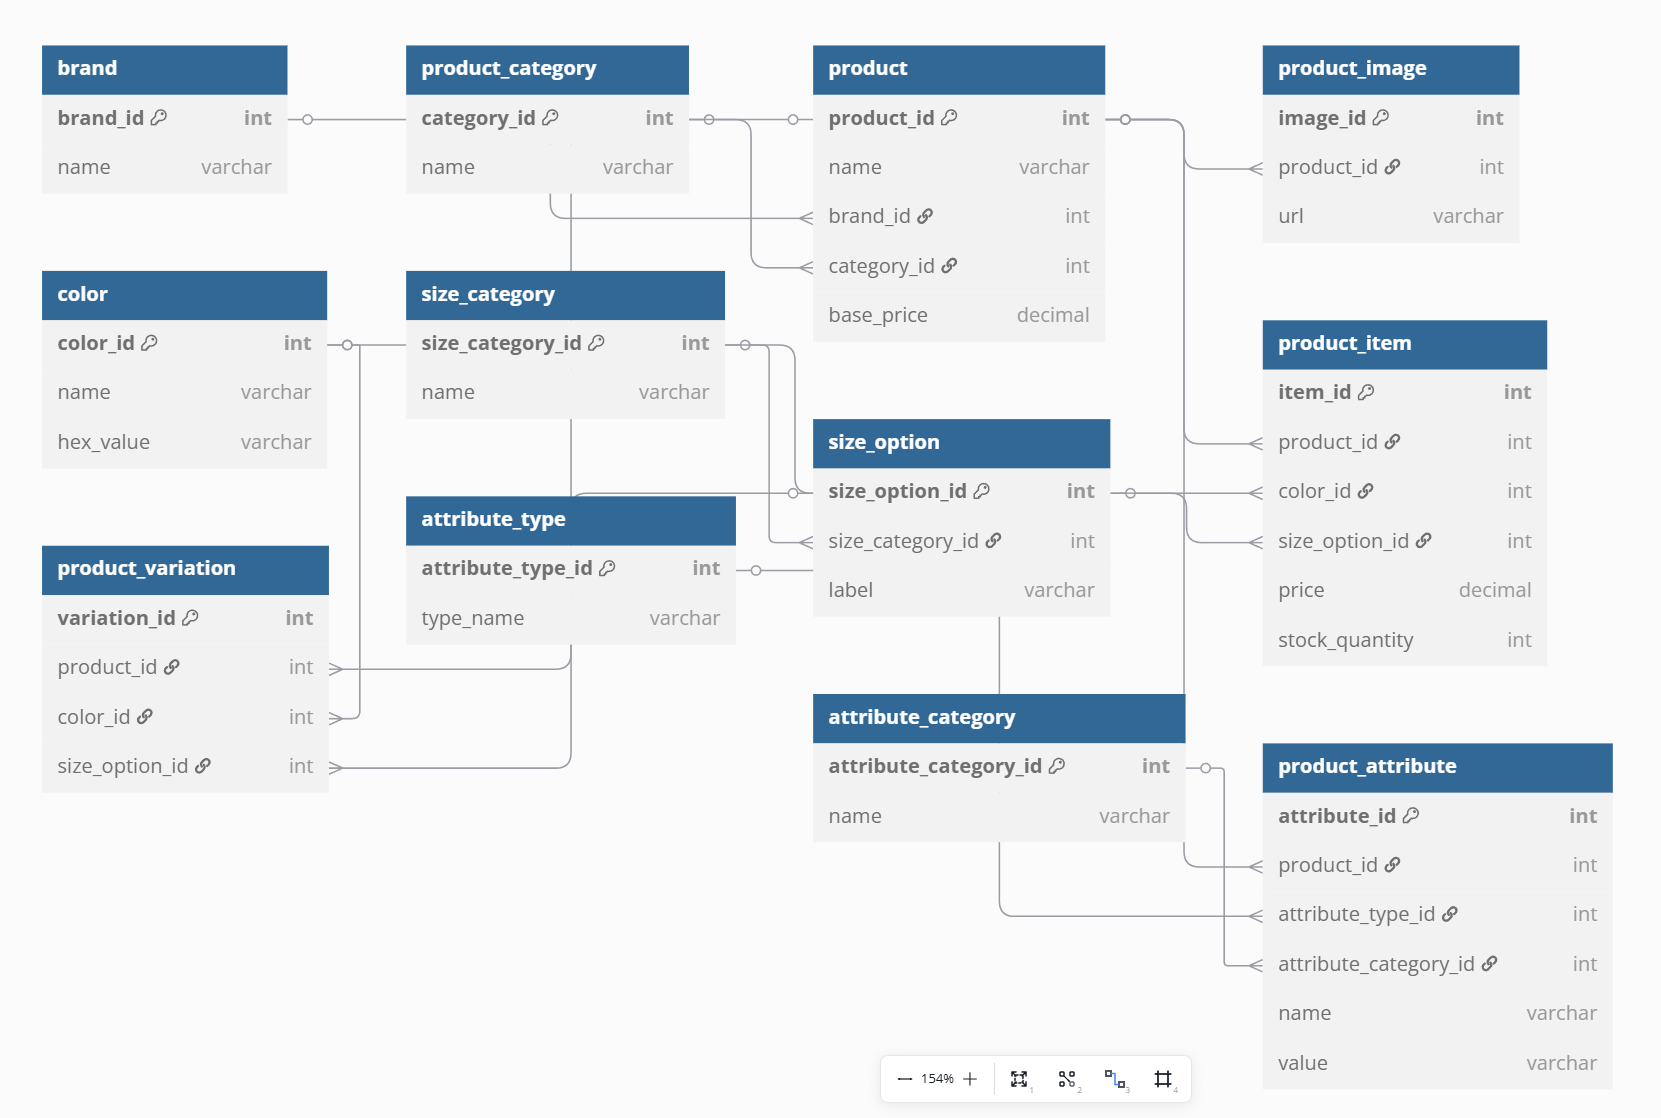 brand
brand_id int
name varchar
product_category
category_id int
name varchar
product
product_id int
name varchar
brand_id int
category_id int
base_price decimal
product_image
image_id int
product_id int
url varchar
color
color_id int
name varchar
hex_value varchar
size_category
size_category_id int
name varchar
product_item
item_id int
product_id int
color_id int
size_option_id int
price decimal
stock_quantity int
size_option
size_option_id int
size_category_id int
label varchar
attribute_type
attribute_type_id int
type_name varchar
product_variation
variation_id int
product_id int
color_id int
size_option_id int
attribute_category
attribute_category_id int
name varchar
product_attribute
attribute_id int
product_id int
attribute_type_id int
attribute_category_id int
name varchar
value varchar
154% 1 2 3 4